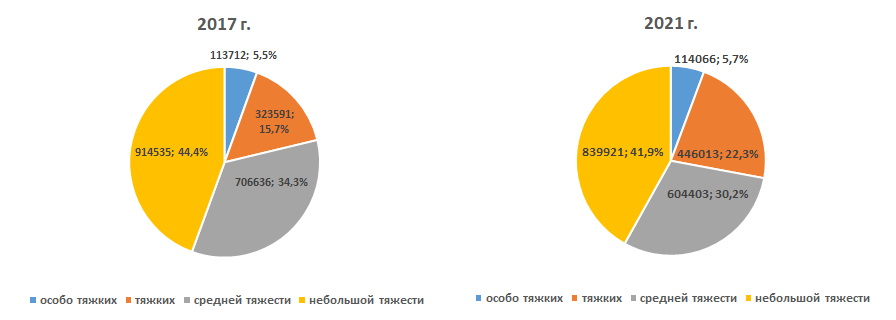 2017 г.
113712; 5,5%
323591;
15,7%
914535; 44,4%
706636; 34,3%
особо тяжких тяжких средней тяжести небольшой тяжести
2021 г.
114066; 5,7%
839921; 41,9%
446013; 22,3%
604403; 30,2%
особо тяжких тяжких средней тяжести небольшой тяжести